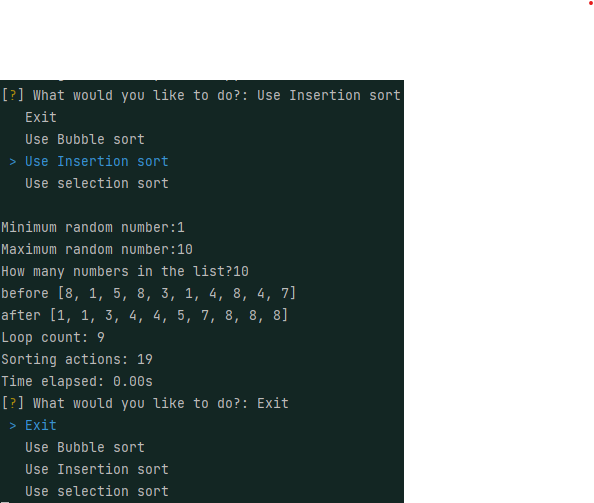 [?] What would you like to do?: Use Insertion sort
Exit
Use Bubble sort
> Use Insertion sort
Use selection sort
Minimum random number:1
Maximum random number:10
How many numbers in the list?10
before [8, 1, 5, 8, 3, 1, 4, 8, 4, 7]
after [1, 1, 3, 4, 4, 5, 7, 8, 8, 8]
Loop count: 9
Sorting actions: 19
Time elapsed: 0.00s
[?] What would you like to do?: Exit
> Exit
Use Bubble sort
Use Insertion sort
Use selection sort